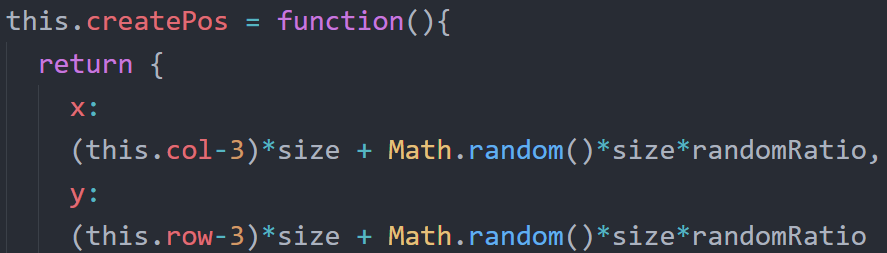 this.createPos = function(){
return {
x:
(this.col-3)*size + Math.random()*size*randomRatio,
y:
(this.row-3)*size + Math.random()*size*randomRatio